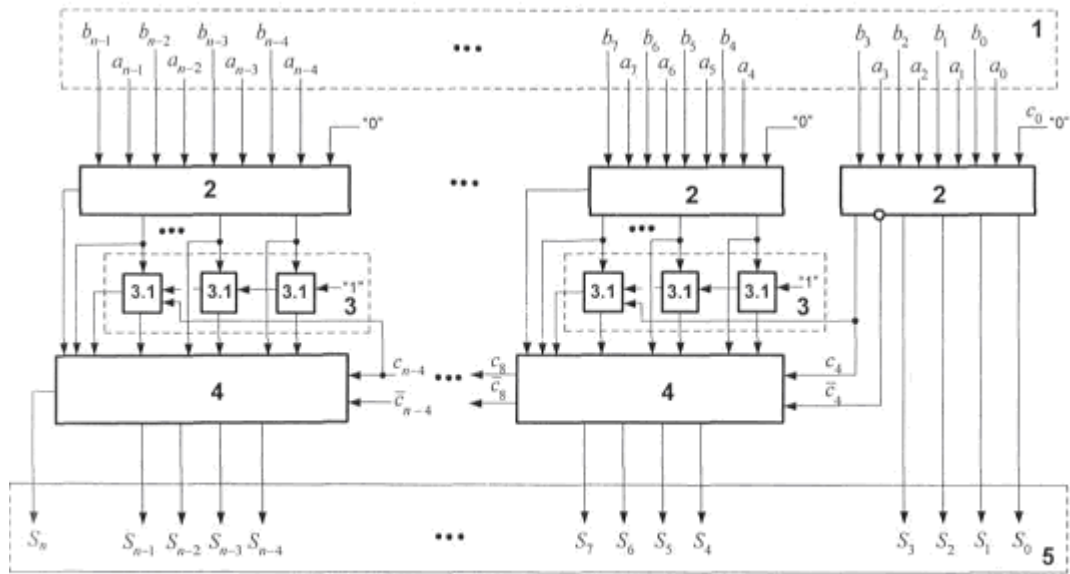 b_{n-1} b_{n-2} b_{n-3} b_{n-4} ••• b_7 b_6 b_5 b_4 b_3 b_2 b_1 b_0 1
a_{n-1} a_{n-2} a_{n-3} a_{n-4} a_7 a_6 a_5 a_4 a_3 a_2 a_1 a_0
"0" "0" c_0 "0"
2 ••• 2 2
••• •••
3.1 3.1 3.1 "1" 3.1 3.1 3.1 "1"
3 3
4 c_{n-4} ••• c_8 4 c_4
c̄_{n-4} c̄_8 c̄_4
S_n S_{n-1} S_{n-2} S_{n-3} S_{n-4} ••• S_7 S_6 S_5 S_4 S_3 S_2 S_1 S_0
5